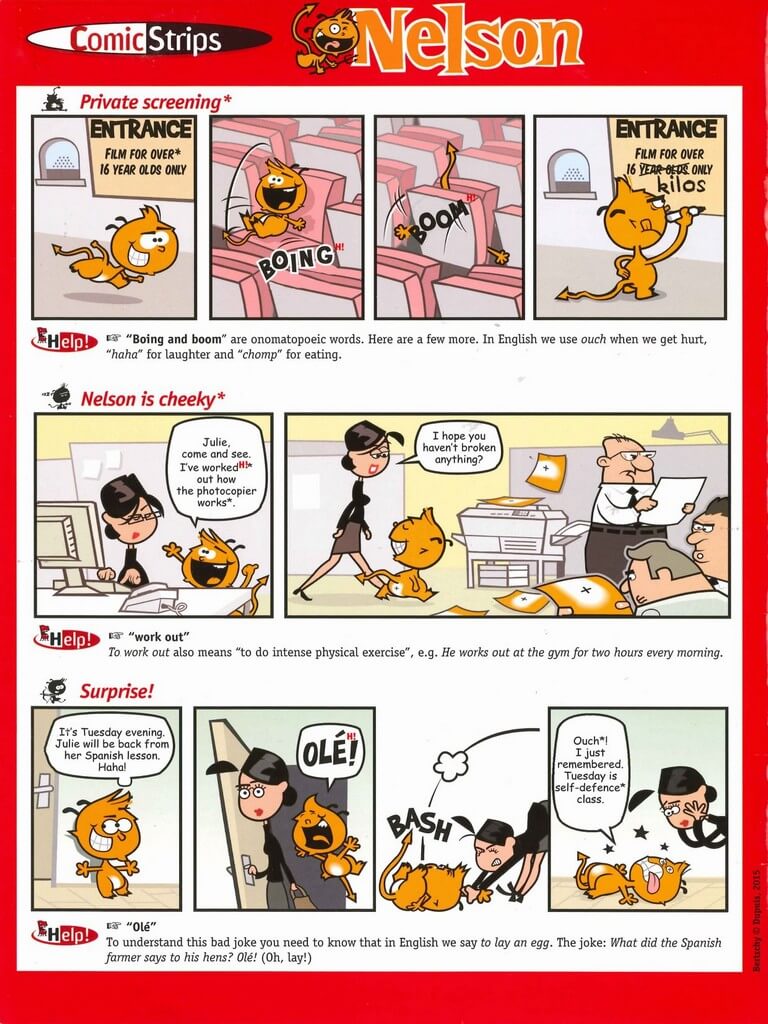 ComicStrips
Nelson
Private screening*
ENTRANCE
FILM FOR OVER*
16 YEAR OLDS ONLY
BOING H!
BOOM H!
ENTRANCE
FILM FOR OVER
16 YEAR OLDS ONLY
kilos
Help! ☞ "Boing and boom" are onomatopoeic words. Here are a few more. In English we use ouch when we get hurt,
"haha" for laughter and "chomp" for eating.
Nelson is cheeky*
Julie,
come and see.
I've worked H!*
out how
the photocopier
works*.
I hope you
haven't broken
anything?
Help! ☞ "work out"
To work out also means "to do intense physical exercise", e.g. He works out at the gym for two hours every morning.
Surprise!
It's Tuesday evening.
Julie will be back from
her Spanish lesson.
Haha!
OLÉ! H!
BASH
Ouch*!
I just
remembered.
Tuesday is
self-defence*
class.
Help! ☞ "Olé"
To understand this bad joke you need to know that in English we say to lay an egg. The joke: What did the Spanish
farmer says to his hens? Olé! (Oh, lay!)
Bertschy © Dupuis, 2015